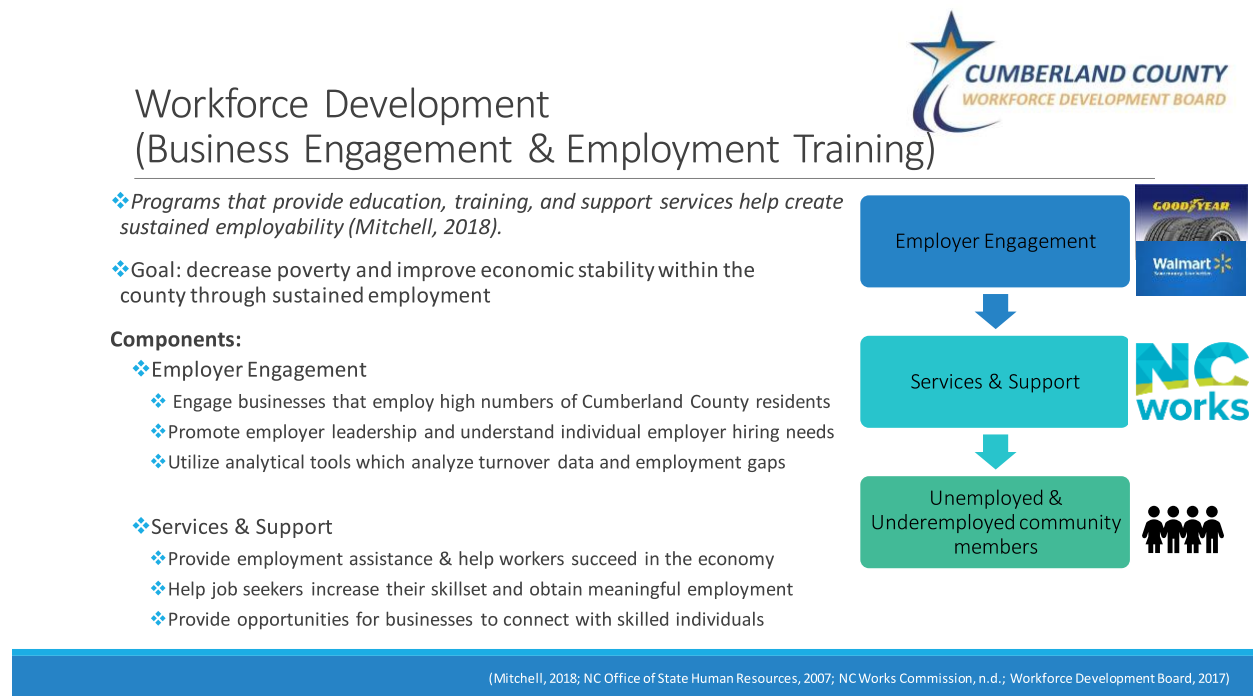 CUMBERLAND COUNTY
WORKFORCE DEVELOPMENT BOARD
Workforce Development
(Business Engagement & Employment Training)
Programs that provide education, training, and support services help create
sustained employability (Mitchell, 2018).
Goal: decrease poverty and improve economic stability within the
county through sustained employment
Components:
Employer Engagement
Engage businesses that employ high numbers of Cumberland County residents
Promote employer leadership and understand individual employer hiring needs
Utilize analytical tools which analyze turnover data and employment gaps
Services & Support
Provide employment assistance & help workers succeed in the economy
Help job seekers increase their skillset and obtain meaningful employment
Provide opportunities for businesses to connect with skilled individuals
Employer Engagement
GOODYEAR
Walmart
Save money. Live better.
Services & Support
NC
works
Unemployed &
Underemployed community
members
(Mitchell, 2018; NC Office of State Human Resources, 2007; NC Works Commission, n.d.; Workforce Development Board, 2017)